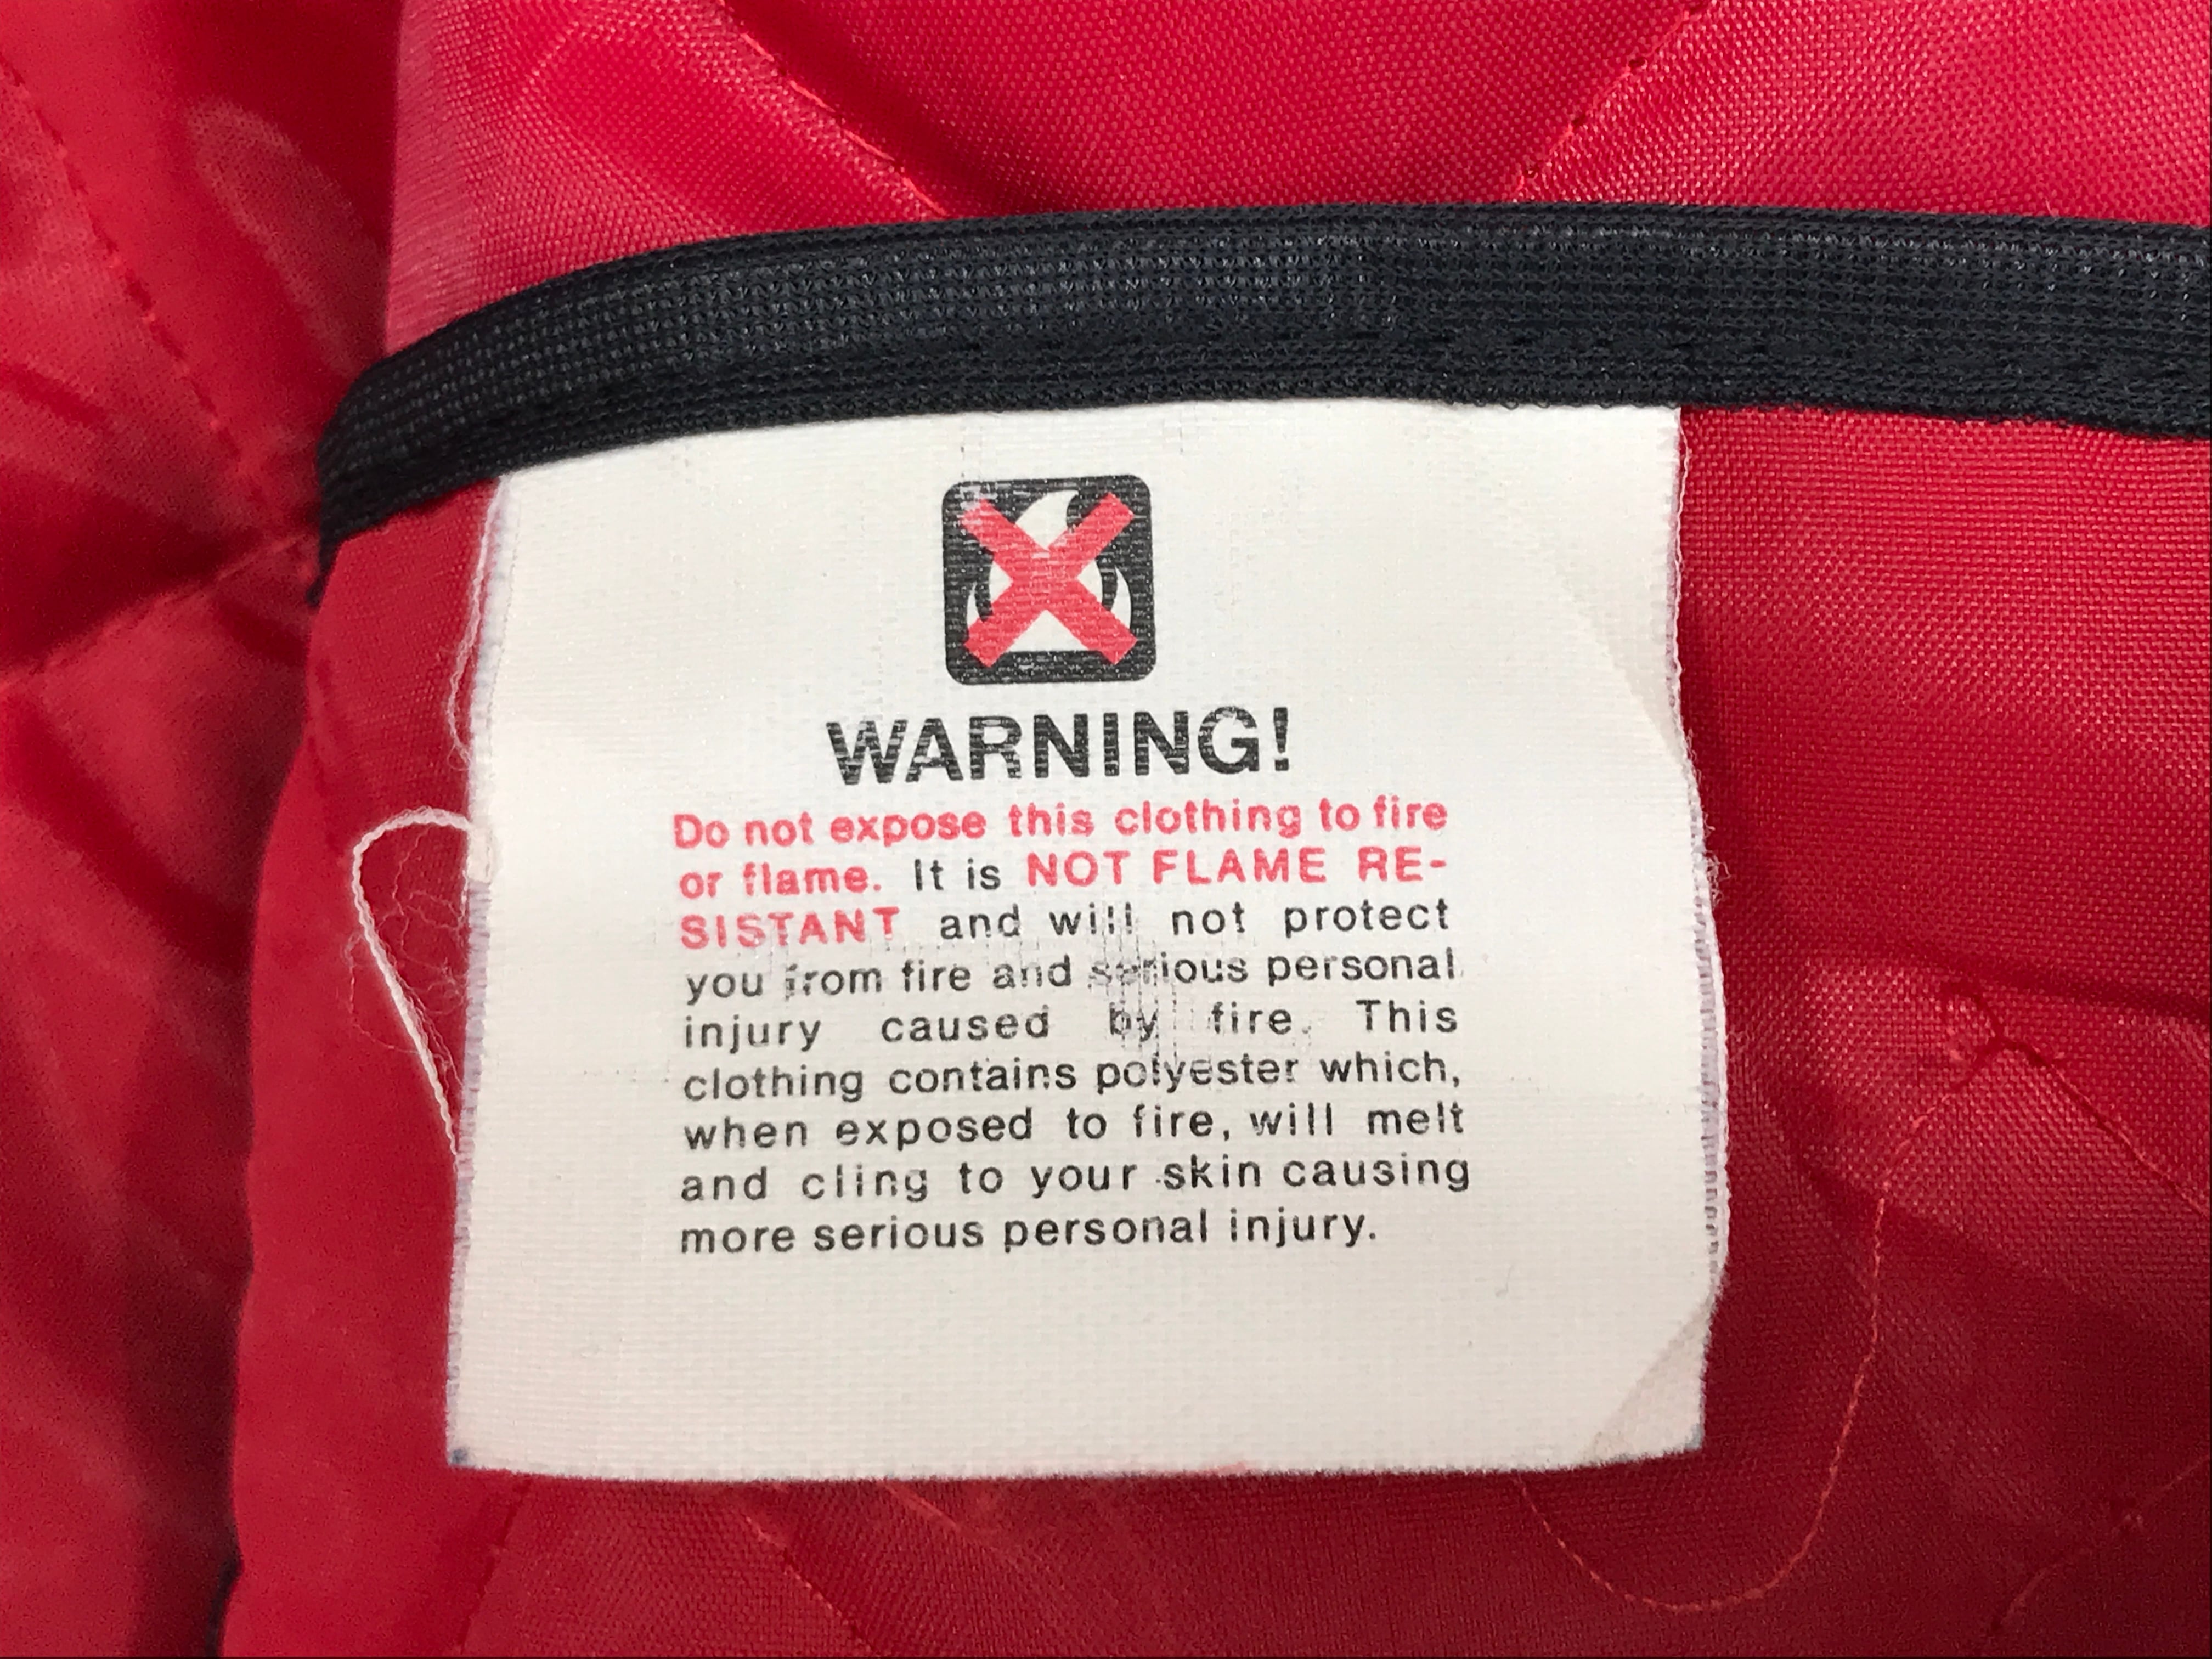 WARNING!
Do not expose this clothing to fire
or flame. It is NOT FLAME RE-
SISTANT and will not protect
you from fire and serious personal
injury caused by fire. This
clothing contains polyester which,
when exposed to fire, will melt
and cling to your skin causing
more serious personal injury.